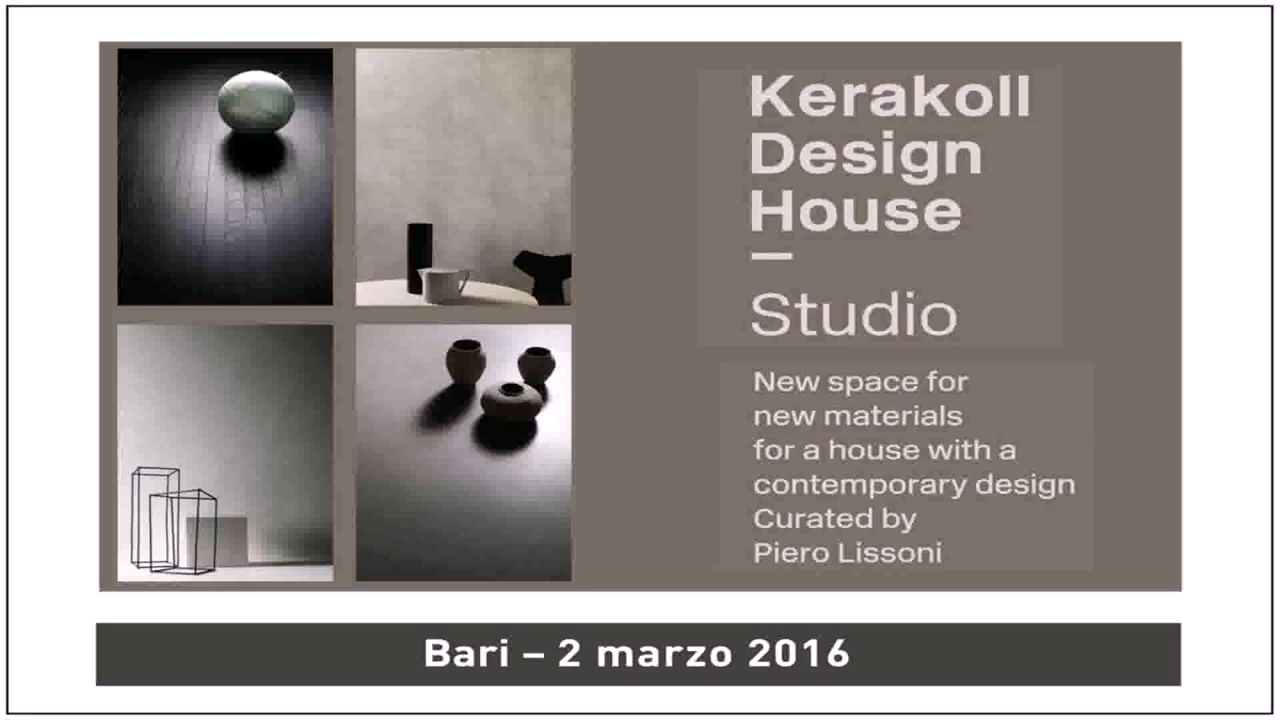 Kerakoll
Design
House
—
Studio
New space for
new materials
for a house with a
contemporary design
Curated by
Piero Lissoni
Bari – 2 marzo 2016